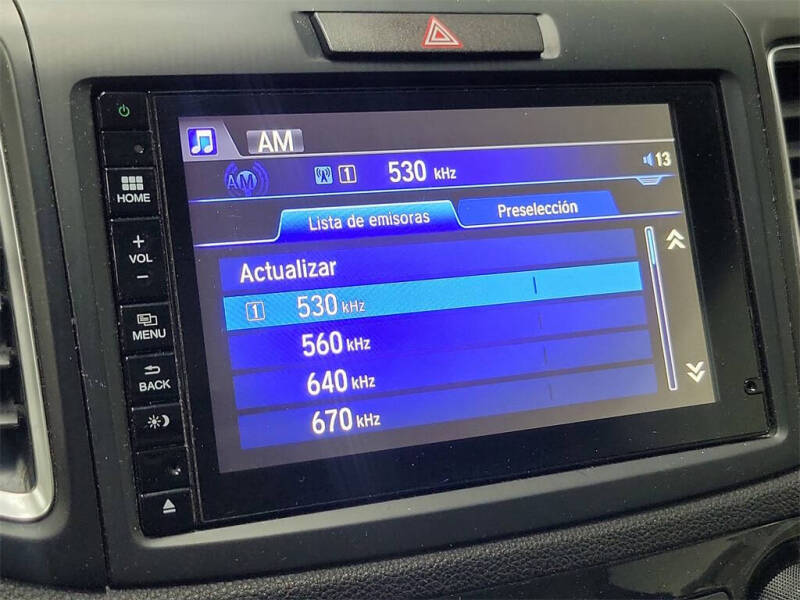 AM
AM 1 530 kHz 13
HOME
Lista de emisoras Preselección
+
VOL
−
Actualizar
1 530 kHz
MENU
560 kHz
BACK
640 kHz
670 kHz